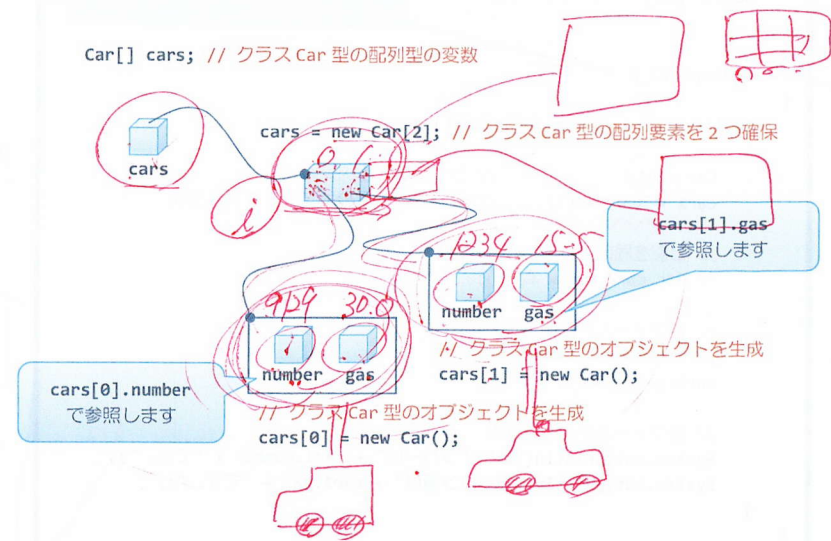 Car[] cars; // クラス Car 型の配列型の変数
cars = new Car[2]; // クラス Car 型の配列要素を 2 つ確保
cars
0 1
i
cars[1].gas
で参照します
1234 15.5
number gas
9129 30.0
number gas
// クラス Car 型のオブジェクトを生成
cars[1] = new Car();
cars[0].number
で参照します
// クラス Car 型のオブジェクトを生成
cars[0] = new Car();